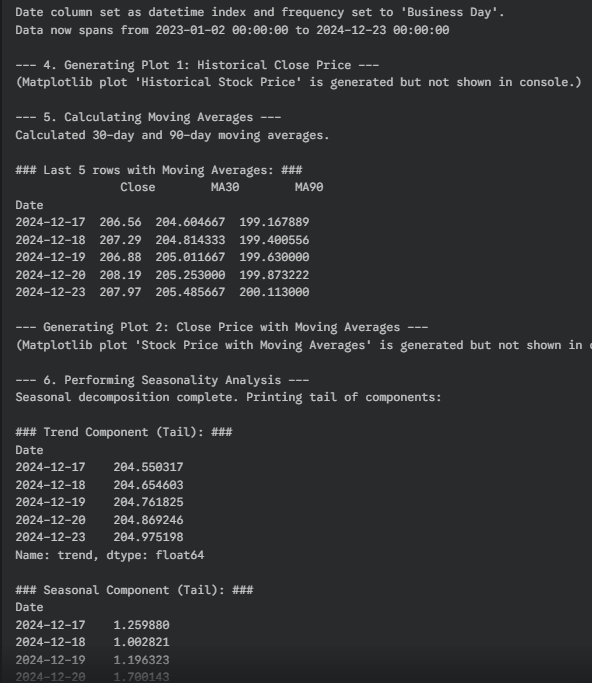 Date column set as datetime index and frequency set to 'Business Day'.
Data now spans from 2023-01-02 00:00:00 to 2024-12-23 00:00:00
--- 4. Generating Plot 1: Historical Close Price ---
(Matplotlib plot 'Historical Stock Price' is generated but not shown in console.)
--- 5. Calculating Moving Averages ---
Calculated 30-day and 90-day moving averages.
### Last 5 rows with Moving Averages: ###
Close MA30 MA90
Date
2024-12-17 206.56 204.604667 199.167889
2024-12-18 207.29 204.814333 199.400556
2024-12-19 206.88 205.011667 199.630000
2024-12-20 208.19 205.253000 199.873222
2024-12-23 207.97 205.485667 200.113000
--- Generating Plot 2: Close Price with Moving Averages ---
(Matplotlib plot 'Stock Price with Moving Averages' is generated but not shown in
--- 6. Performing Seasonality Analysis ---
Seasonal decomposition complete. Printing tail of components:
### Trend Component (Tail): ###
Date
2024-12-17 204.550317
2024-12-18 204.654603
2024-12-19 204.761825
2024-12-20 204.869246
2024-12-23 204.975198
Name: trend, dtype: float64
### Seasonal Component (Tail): ###
Date
2024-12-17 1.259880
2024-12-18 1.002821
2024-12-19 1.196323
2024-12-20 1.700143